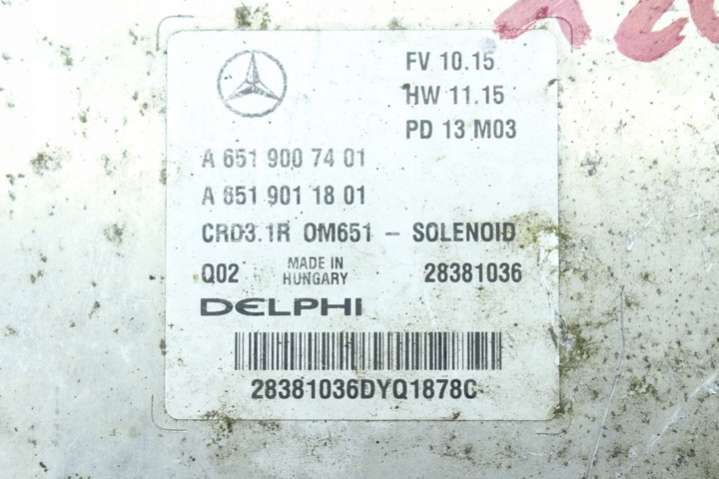 FV 10.15
HW 11.15
PD 13 M03
A 651 900 74 01
A 651 901 18 01
CRD3.1R OM651 - SOLENOID
Q02 MADE IN HUNGARY 28381036
DELPHI
28381036DYQ1878C